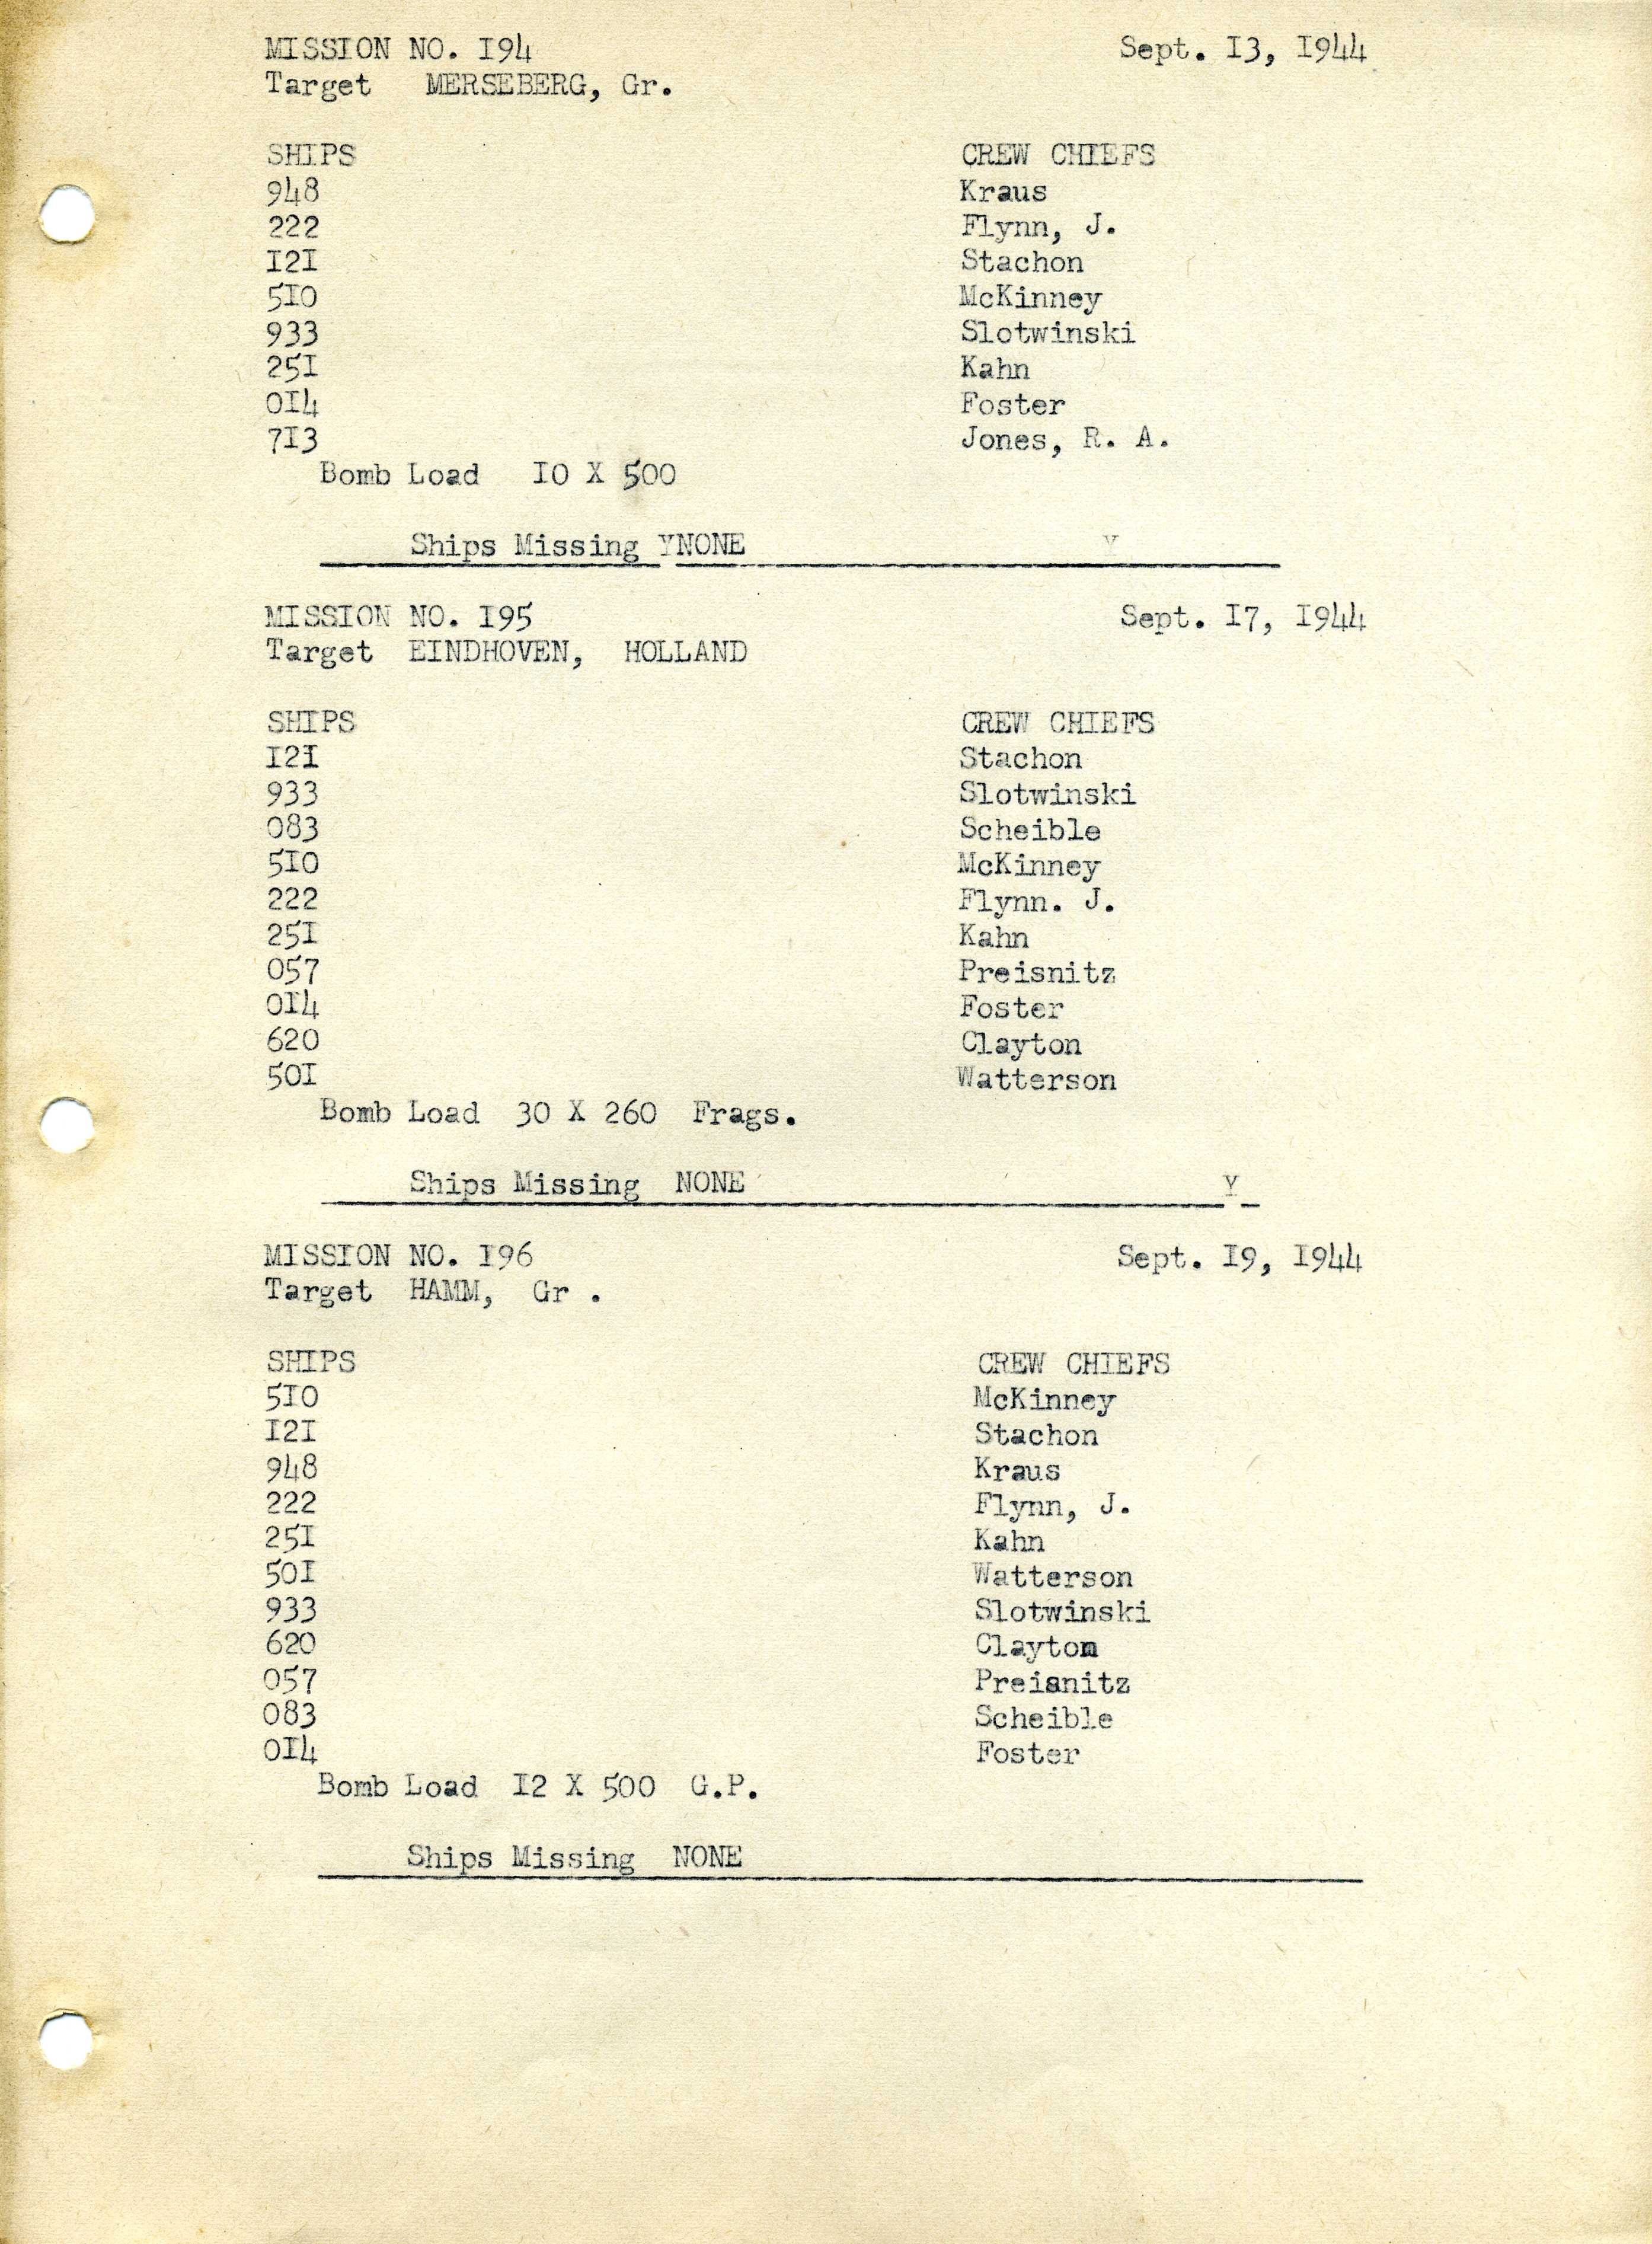 MISSION NO. I94 Sept. I3, I944
Target MERSEBERG, Gr.
SHIPS CREW CHIEFS
948 Kraus
222 Flynn, J.
I2I Stachon
5I0 McKinney
933 Slotwinski
25I Kahn
0I4 Foster
7I3 Jones, R. A.
Bomb Load I0 X 500
Ships Missing YNONE Y
MISSION NO. I95 Sept. I7, I944
Target EINDHOVEN, HOLLAND
SHIPS CREW CHIEFS
I2I Stachon
933 Slotwinski
083 Scheible
5I0 McKinney
222 Flynn. J.
25I Kahn
057 Preisnitz
0I4 Foster
620 Clayton
50I Watterson
Bomb Load 30 X 260 Frags.
Ships Missing NONE Y
MISSION NO. I96 Sept. I9, I944
Target HAMM, Gr .
SHIPS CREW CHIEFS
5I0 McKinney
I2I Stachon
948 Kraus
222 Flynn, J.
25I Kahn
50I Watterson
933 Slotwinski
620 Clayton
057 Preisnitz
083 Scheible
0I4 Foster
Bomb Load I2 X 500 G.P.
Ships Missing NONE